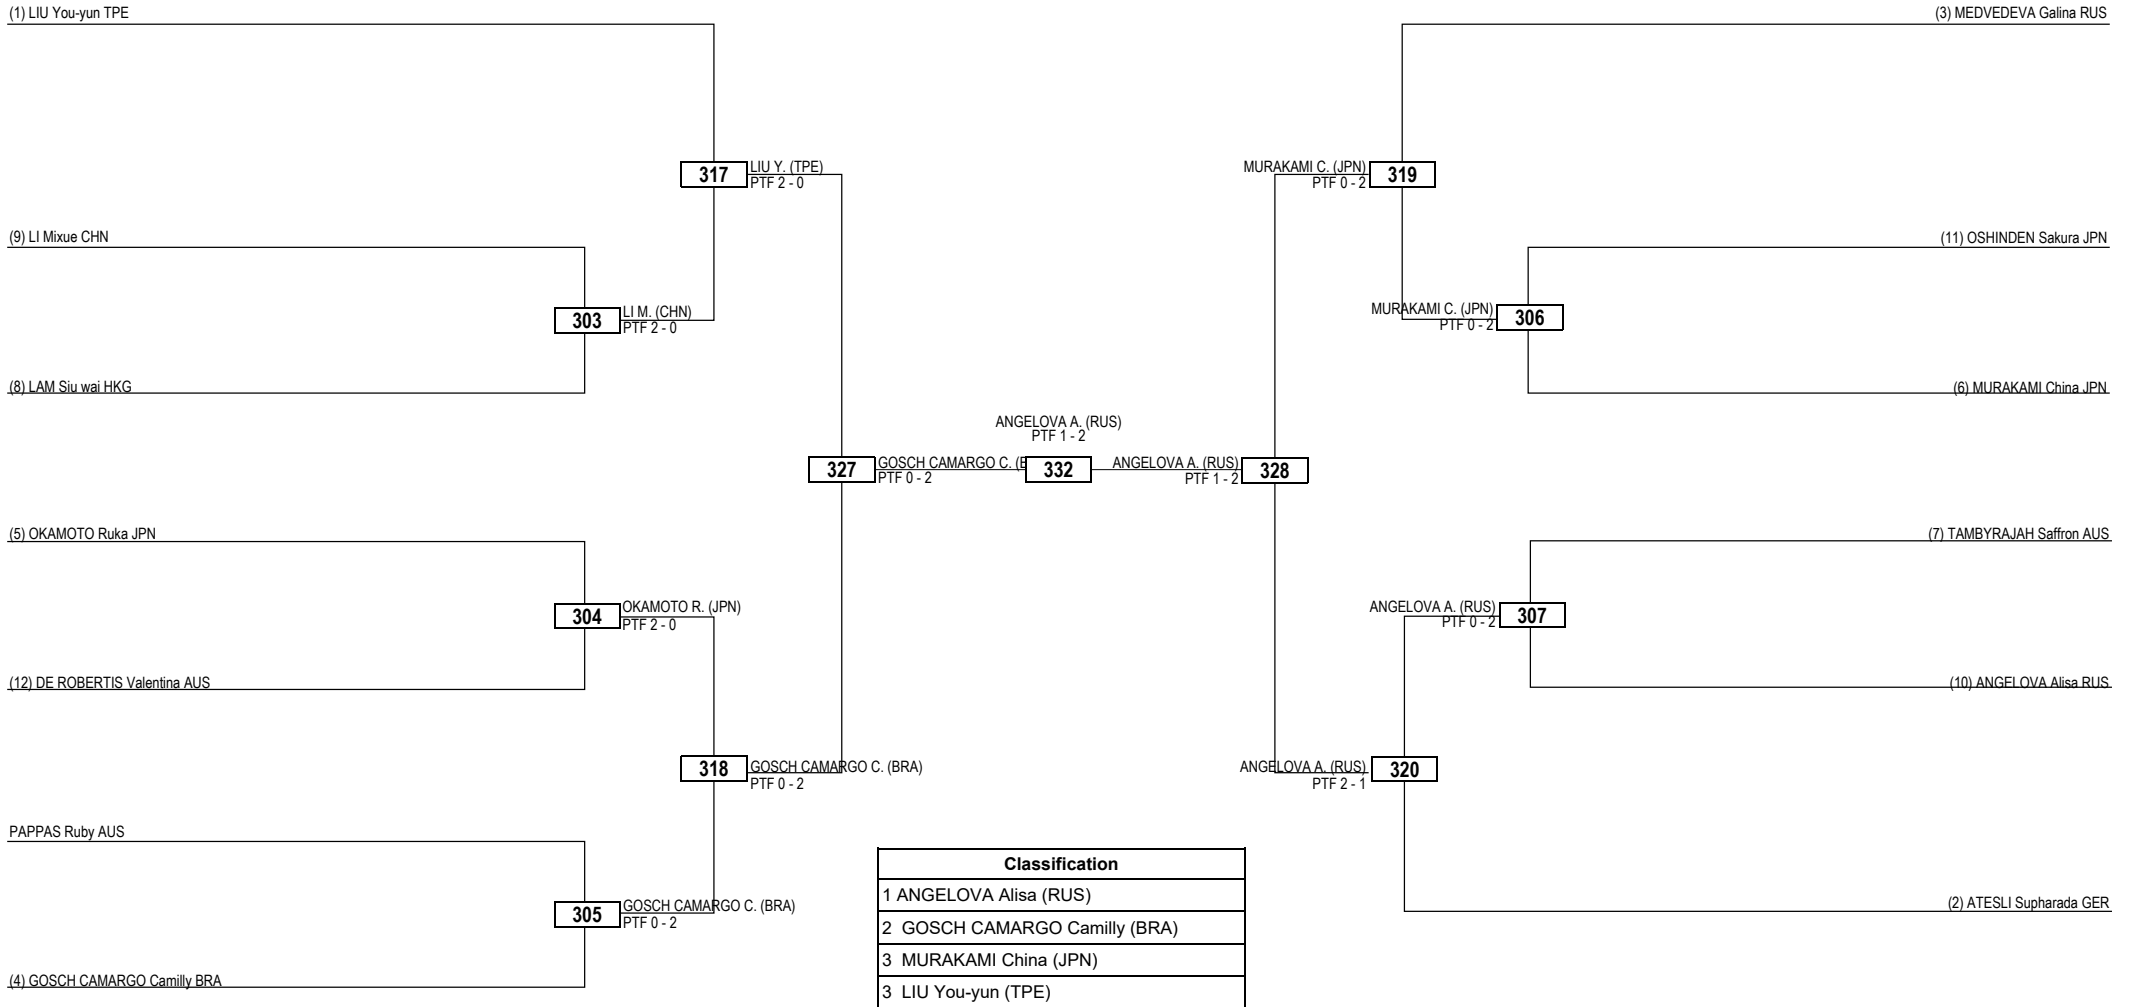 (1) LIU You-yun TPE
(3) MEDVEDEVA Galina RUS
317
LIU Y. (TPE)
PTF 2 - 0
MURAKAMI C. (JPN)
PTF 0 - 2
319
(9) LI Mixue CHN
(11) OSHINDEN Sakura JPN
303
LI M. (CHN)
PTF 2 - 0
MURAKAMI C. (JPN)
PTF 0 - 2
306
(8) LAM Siu wai HKG
(6) MURAKAMI China JPN
ANGELOVA A. (RUS)
PTF 1 - 2
327
GOSCH CAMARGO C. (
PTF 0 - 2
332
ANGELOVA A. (RUS)
PTF 1 - 2
328
(5) OKAMOTO Ruka JPN
(7) TAMBYRAJAH Saffron AUS
304
OKAMOTO R. (JPN)
PTF 2 - 0
ANGELOVA A. (RUS)
PTF 0 - 2
307
(12) DE ROBERTIS Valentina AUS
(10) ANGELOVA Alisa RUS
318
GOSCH CAMARGO C. (BRA)
PTF 0 - 2
ANGELOVA A. (RUS)
PTF 2 - 1
320
PAPPAS Ruby AUS
305
GOSCH CAMARGO C. (BRA)
PTF 0 - 2
(2) ATESLI Supharada GER
(4) GOSCH CAMARGO Camilly BRA
Classification
1 ANGELOVA Alisa (RUS)
2 GOSCH CAMARGO Camilly (BRA)
3 MURAKAMI China (JPN)
3 LIU You-yun (TPE)